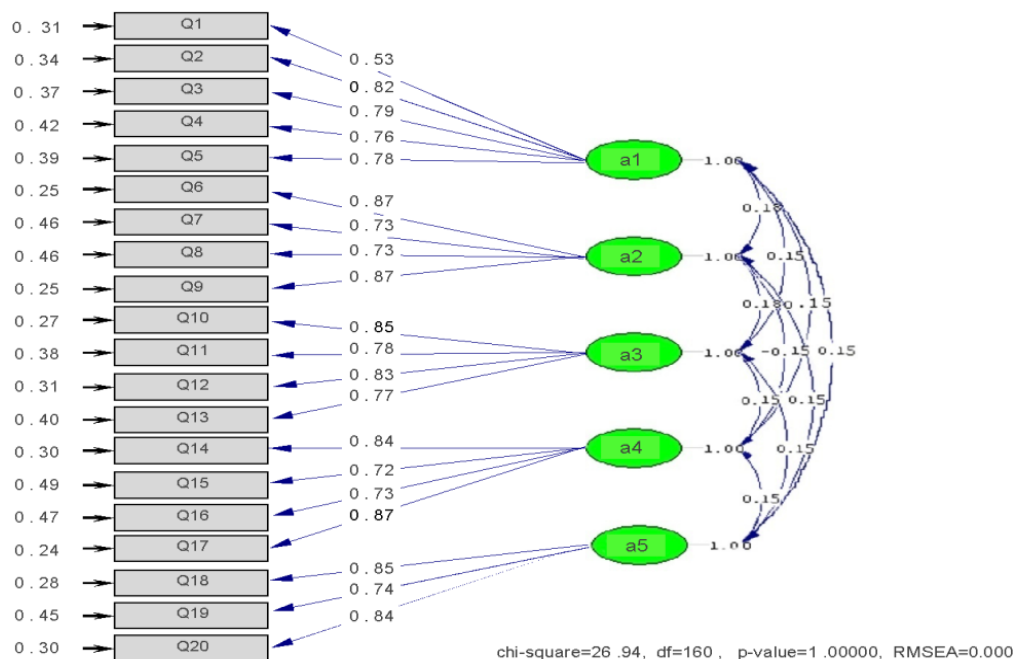 0.31 Q1
0.34 Q2
0.37 Q3
0.42 Q4
0.39 Q5
0.25 Q6
0.46 Q7
0.46 Q8
0.25 Q9
0.27 Q10
0.38 Q11
0.31 Q12
0.40 Q13
0.30 Q14
0.49 Q15
0.47 Q16
0.24 Q17
0.28 Q18
0.45 Q19
0.30 Q20
0.53
0.82
0.79
0.76
0.78
0.87
0.73
0.73
0.87
0.85
0.78
0.83
0.77
0.84
0.72
0.73
0.87
0.85
0.74
0.84
a1 1.00
a2 1.00
a3 1.00
a4 1.00
a5 1.00
0.18
0.15
0.18 0.15 0.15
-0.15 0.15
0.15 0.15
0.15
0.15
chi-square=26.94, df=160, p-value=1.00000, RMSEA=0.000